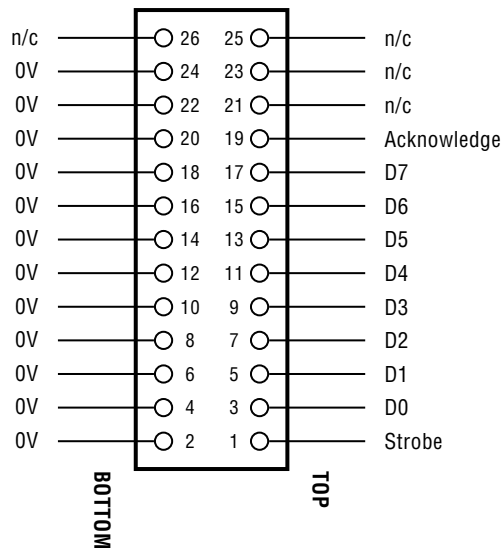 n/c 26 25 n/c
0V 24 23 n/c
0V 22 21 n/c
0V 20 19 Acknowledge
0V 18 17 D7
0V 16 15 D6
0V 14 13 D5
0V 12 11 D4
0V 10 9 D3
0V 8 7 D2
0V 6 5 D1
0V 4 3 D0
0V 2 1 Strobe
BOTTOM
TOP